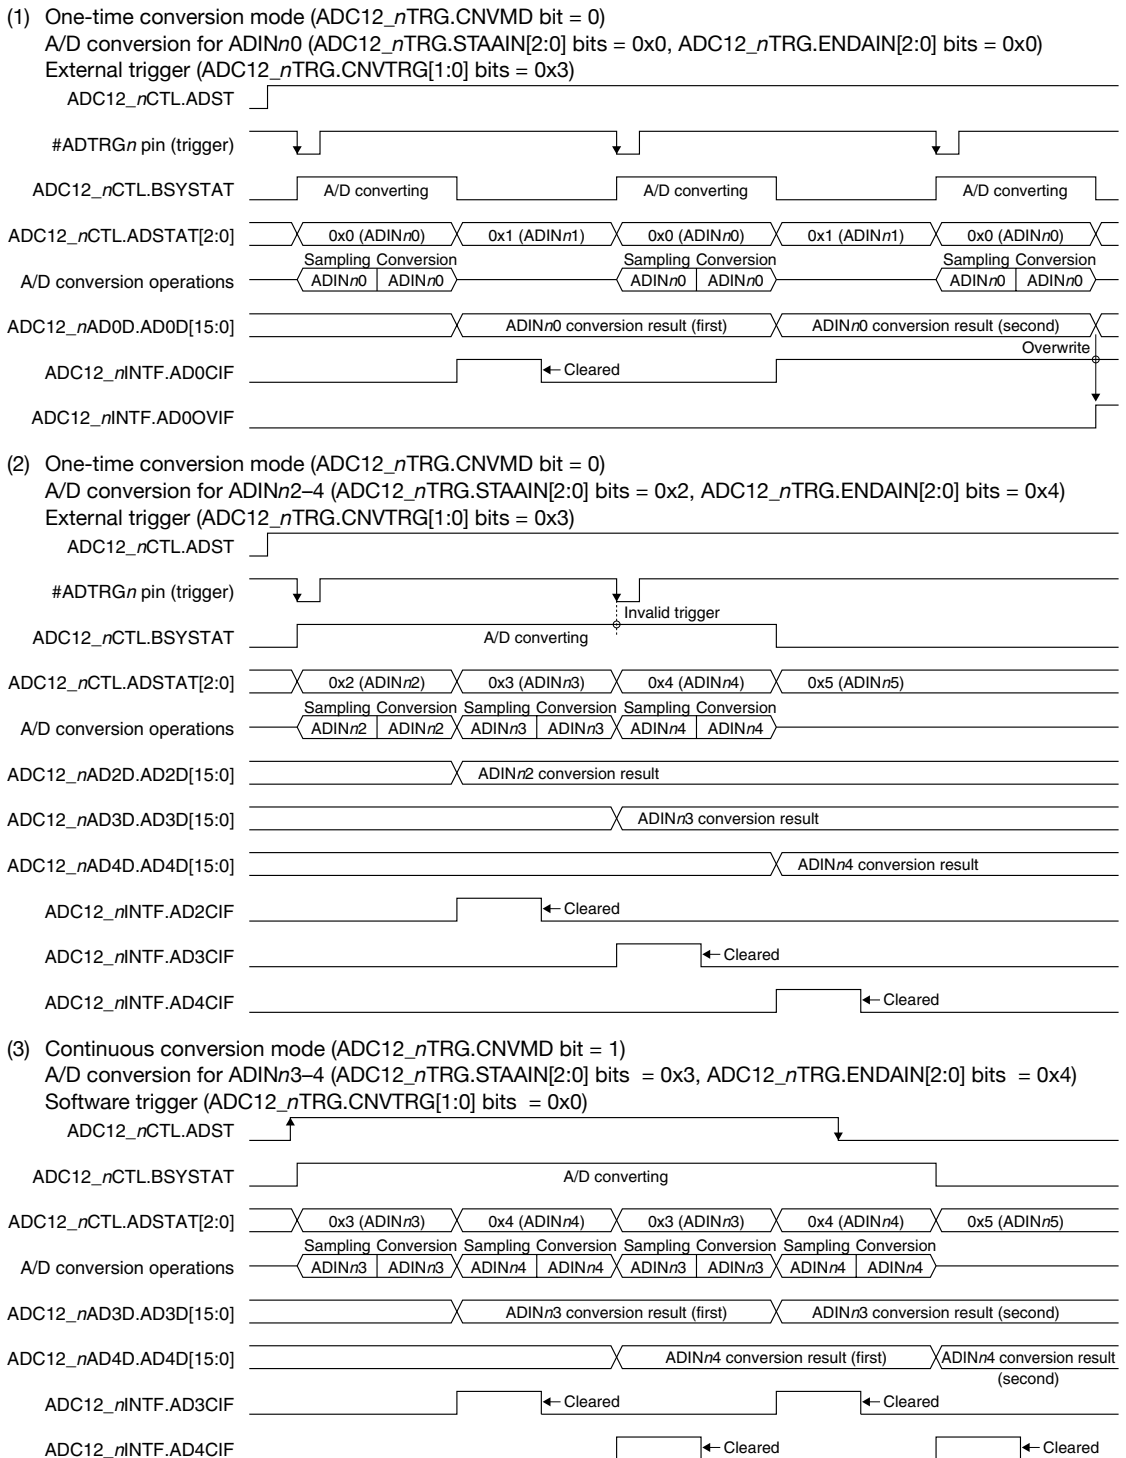 (1) One-time conversion mode (ADC12_nTRG.CNVMD bit = 0)
A/D conversion for ADINn0 (ADC12_nTRG.STAAIN[2:0] bits = 0x0, ADC12_nTRG.ENDAIN[2:0] bits = 0x0)
External trigger (ADC12_nTRG.CNVTRG[1:0] bits = 0x3)
ADC12_nCTL.ADST
#ADTRGn pin (trigger)
ADC12_nCTL.BSYSTAT A/D converting A/D converting A/D converting
ADC12_nCTL.ADSTAT[2:0] 0x0 (ADINn0) 0x1 (ADINn1) 0x0 (ADINn0) 0x1 (ADINn1) 0x0 (ADINn0)
Sampling Conversion Sampling Conversion Sampling Conversion
A/D conversion operations ADINn0 ADINn0 ADINn0 ADINn0 ADINn0 ADINn0
ADC12_nAD0D.AD0D[15:0] ADINn0 conversion result (first) ADINn0 conversion result (second)
Overwrite
ADC12_nINTF.AD0CIF Cleared
ADC12_nINTF.AD0OVIF
(2) One-time conversion mode (ADC12_nTRG.CNVMD bit = 0)
A/D conversion for ADINn2–4 (ADC12_nTRG.STAAIN[2:0] bits = 0x2, ADC12_nTRG.ENDAIN[2:0] bits = 0x4)
External trigger (ADC12_nTRG.CNVTRG[1:0] bits = 0x3)
ADC12_nCTL.ADST
#ADTRGn pin (trigger)
Invalid trigger
ADC12_nCTL.BSYSTAT A/D converting
ADC12_nCTL.ADSTAT[2:0] 0x2 (ADINn2) 0x3 (ADINn3) 0x4 (ADINn4) 0x5 (ADINn5)
Sampling Conversion Sampling Conversion Sampling Conversion
A/D conversion operations ADINn2 ADINn2 ADINn3 ADINn3 ADINn4 ADINn4
ADC12_nAD2D.AD2D[15:0] ADINn2 conversion result
ADC12_nAD3D.AD3D[15:0] ADINn3 conversion result
ADC12_nAD4D.AD4D[15:0] ADINn4 conversion result
ADC12_nINTF.AD2CIF Cleared
ADC12_nINTF.AD3CIF Cleared
ADC12_nINTF.AD4CIF Cleared
(3) Continuous conversion mode (ADC12_nTRG.CNVMD bit = 1)
A/D conversion for ADINn3–4 (ADC12_nTRG.STAAIN[2:0] bits = 0x3, ADC12_nTRG.ENDAIN[2:0] bits = 0x4)
Software trigger (ADC12_nTRG.CNVTRG[1:0] bits = 0x0)
ADC12_nCTL.ADST
ADC12_nCTL.BSYSTAT A/D converting
ADC12_nCTL.ADSTAT[2:0] 0x3 (ADINn3) 0x4 (ADINn4) 0x3 (ADINn3) 0x4 (ADINn4) 0x5 (ADINn5)
Sampling Conversion Sampling Conversion Sampling Conversion Sampling Conversion
A/D conversion operations ADINn3 ADINn3 ADINn4 ADINn4 ADINn3 ADINn3 ADINn4 ADINn4
ADC12_nAD3D.AD3D[15:0] ADINn3 conversion result (first) ADINn3 conversion result (second)
ADC12_nAD4D.AD4D[15:0] ADINn4 conversion result (first) ADINn4 conversion result
(second)
ADC12_nINTF.AD3CIF Cleared Cleared
ADC12_nINTF.AD4CIF Cleared Cleared